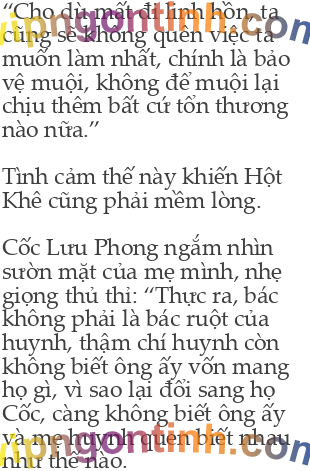 “Cho dù mất đi linh hồn, ta
cũng sẽ không quên việc ta
muốn làm nhất, chính là bảo
vệ muội, không để muội lại
chịu thêm bất cứ tổn thương
nào nữa.”
Tình cảm thế này khiến Hột
Khê cũng phải mềm lòng.
Cốc Lưu Phong ngắm nhìn
sườn mặt của mẹ mình, nhẹ
giọng thủ thỉ: “Thực ra, bác
không phải là bác ruột của
huynh, thậm chí huynh còn
không biết ông ấy vốn mang
họ gì, vì sao lại đổi sang họ
Cốc, càng không biết ông ấy
và mẹ huynh quen biết nhau
như thế nào.
vipngontinh.com
vipngontinh.com